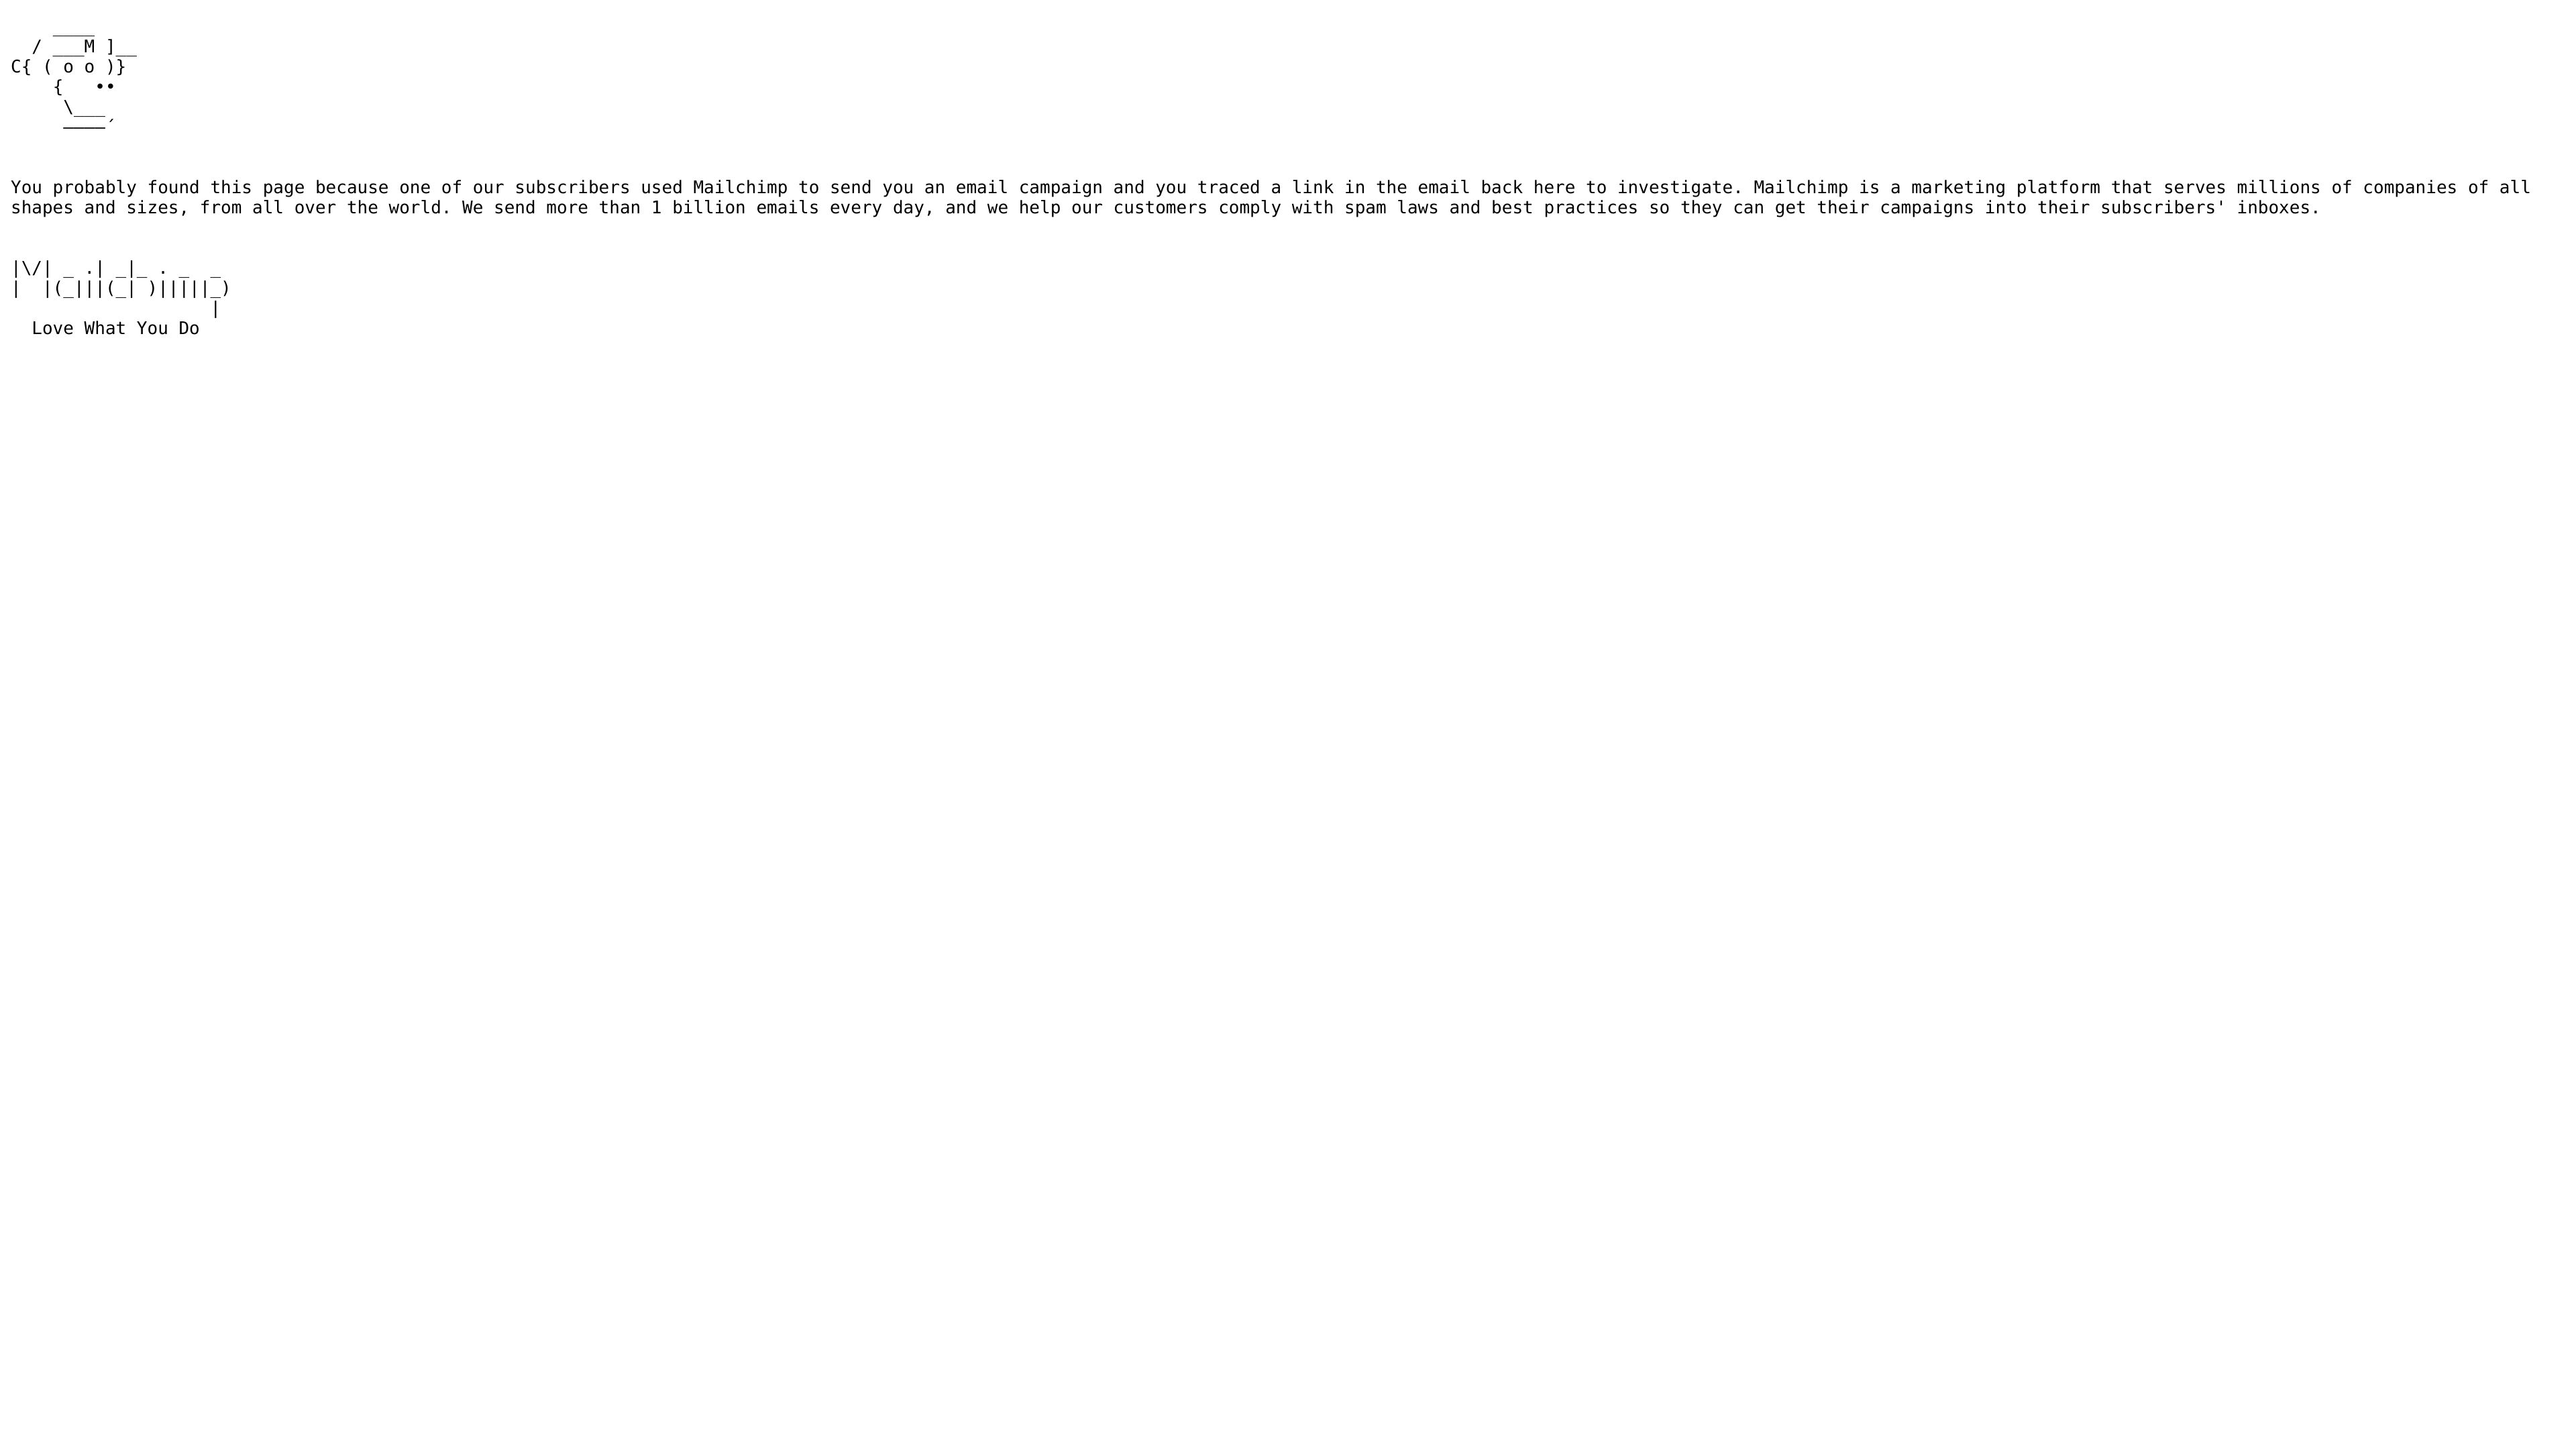 ____
  / ___M ]__
C{ ( o o )}
    {   ••
     \___
     ————´
You probably found this page because one of our subscribers used Mailchimp to send you an email campaign and you traced a link in the email back here to investigate. Mailchimp is a marketing platform that serves millions of companies of all
shapes and sizes, from all over the world. We send more than 1 billion emails every day, and we help our customers comply with spam laws and best practices so they can get their campaigns into their subscribers' inboxes.
|\/| _ .| _|_ . _  _
|  |(_|||(_| )|||||_)
                   |
  Love What You Do